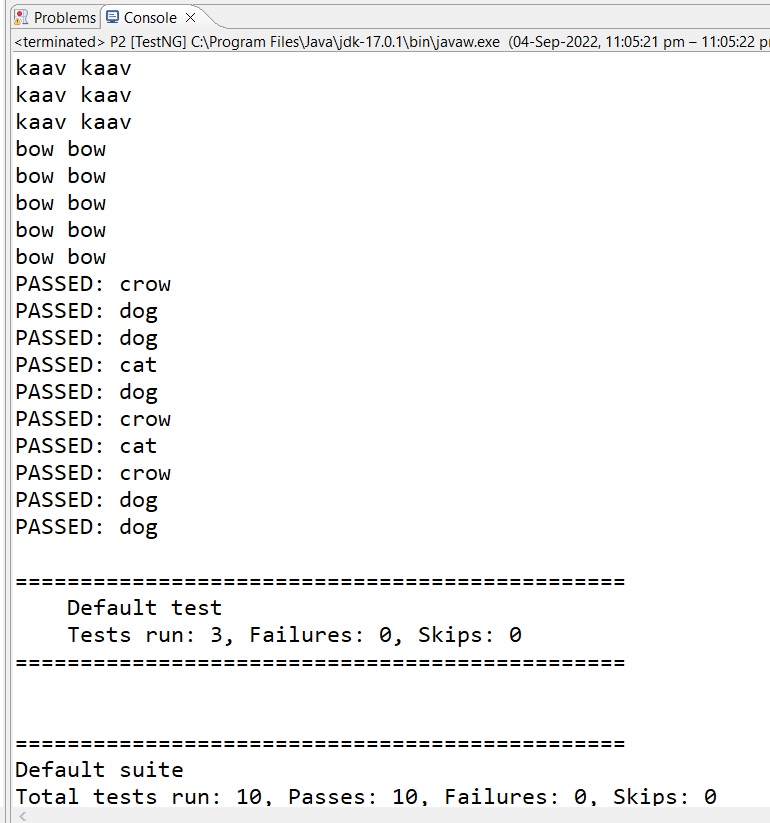 Problems Console
<terminated> P2 [TestNG] C:\Program Files\Java\jdk-17.0.1\bin\javaw.exe (04-Sep-2022, 11:05:21 pm – 11:05:22 p
kaav kaav
kaav kaav
kaav kaav
bow bow
bow bow
bow bow
bow bow
bow bow
PASSED: crow
PASSED: dog
PASSED: dog
PASSED: cat
PASSED: dog
PASSED: crow
PASSED: cat
PASSED: crow
PASSED: dog
PASSED: dog
===============================================
Default test
Tests run: 3, Failures: 0, Skips: 0
===============================================
===============================================
Default suite
Total tests run: 10, Passes: 10, Failures: 0, Skips: 0